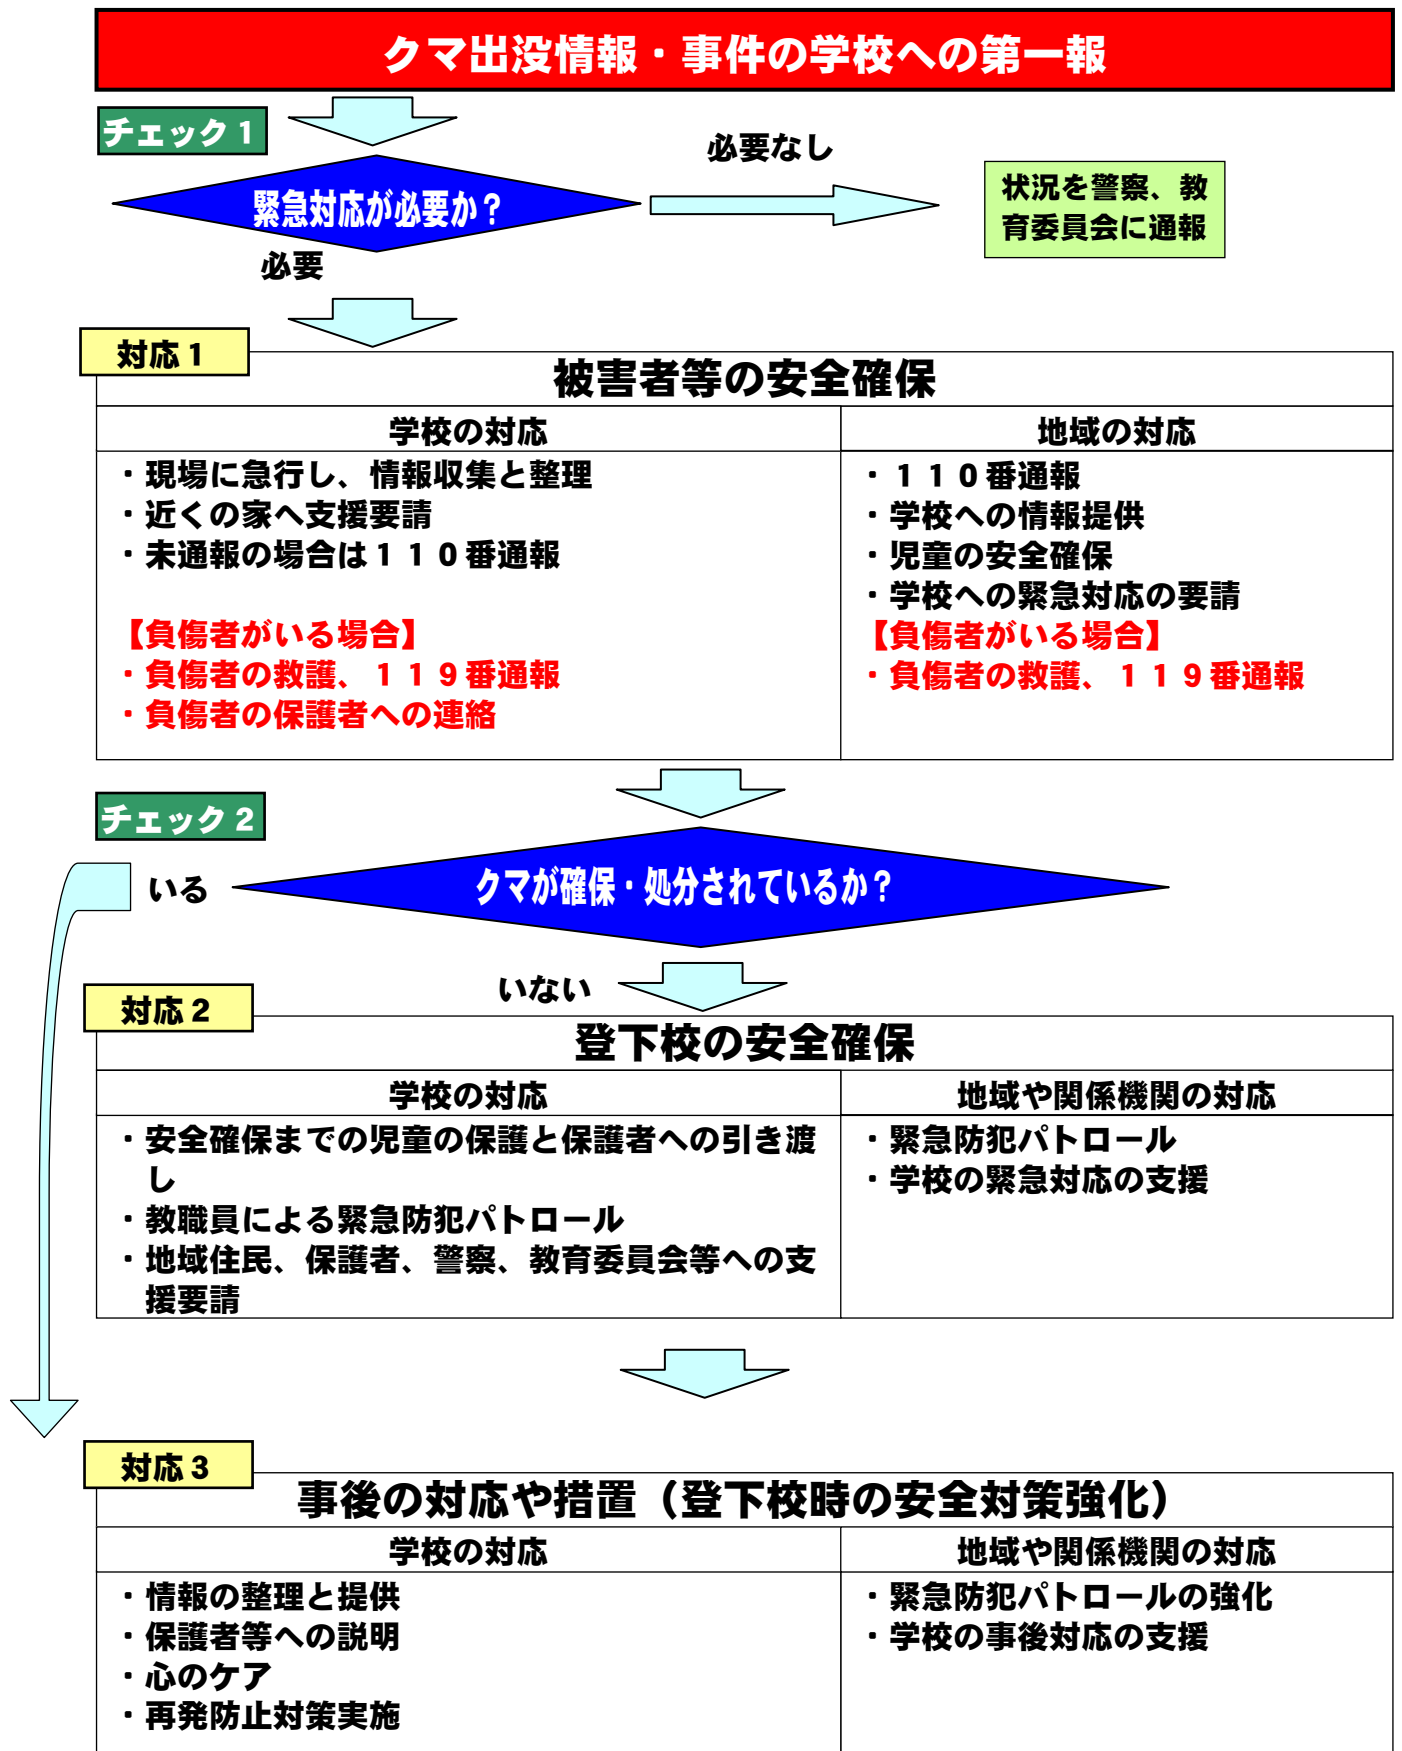 クマ出没情報・事件の学校への第一報
チェック１
必要なし
緊急対応が必要か？
状況を警察、教
育委員会に通報
必要
対応１
被害者等の安全確保
学校の対応
地域の対応
・現場に急行し、情報収集と整理
・近くの家へ支援要請
・未通報の場合は１１０番通報
【負傷者がいる場合】
・負傷者の救護、１１９番通報
・負傷者の保護者への連絡
・１１０番通報
・学校への情報提供
・児童の安全確保
・学校への緊急対応の要請
【負傷者がいる場合】
・負傷者の救護、１１９番通報
チェック２
いる
クマが確保・処分されているか？
いない
対応２
登下校の安全確保
学校の対応
地域や関係機関の対応
・安全確保までの児童の保護と保護者への引き渡
し
・教職員による緊急防犯パトロール
・地域住民、保護者、警察、教育委員会等への支
援要請
・緊急防犯パトロール
・学校の緊急対応の支援
対応３
事後の対応や措置（登下校時の安全対策強化）
学校の対応
地域や関係機関の対応
・情報の整理と提供
・保護者等への説明
・心のケア
・再発防止対策実施
・緊急防犯パトロールの強化
・学校の事後対応の支援